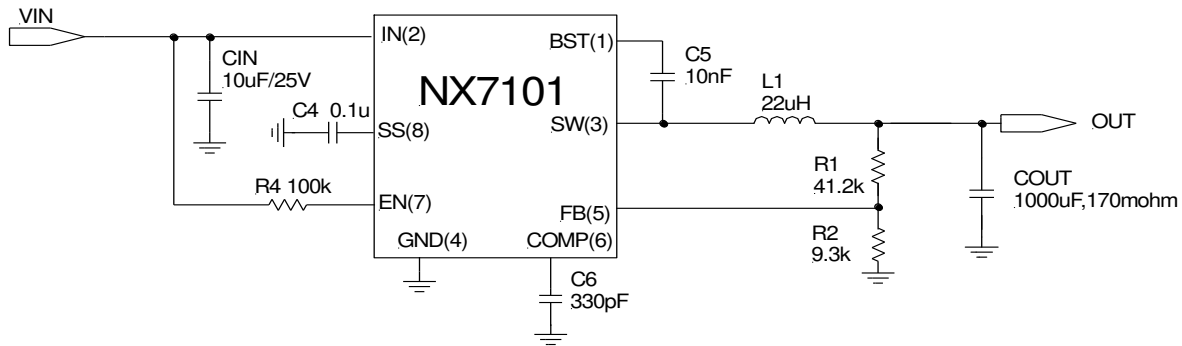 VIN
IN(2)
BST(1)
CIN
10uF/25V
C5
10nF
NX7101
L1
22uH
C4 0.1u
SS(8)
SW(3)
OUT
R1
41.2k
COUT
1000uF,170mohm
R4 100k
EN(7)
FB(5)
R2
9.3k
GND(4)
COMP(6)
C6
330pF